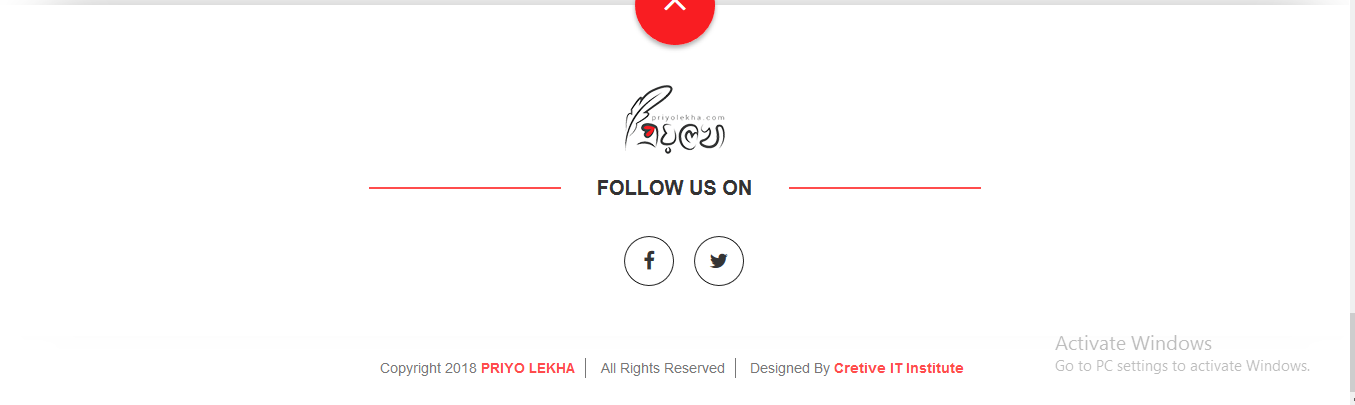 priyolekha.com
প্রিয়লেখা
FOLLOW US ON
Copyright 2018 PRIYO LEKHA All Rights Reserved Designed By Cretive IT Institute
Activate Windows
Go to PC settings to activate Windows.